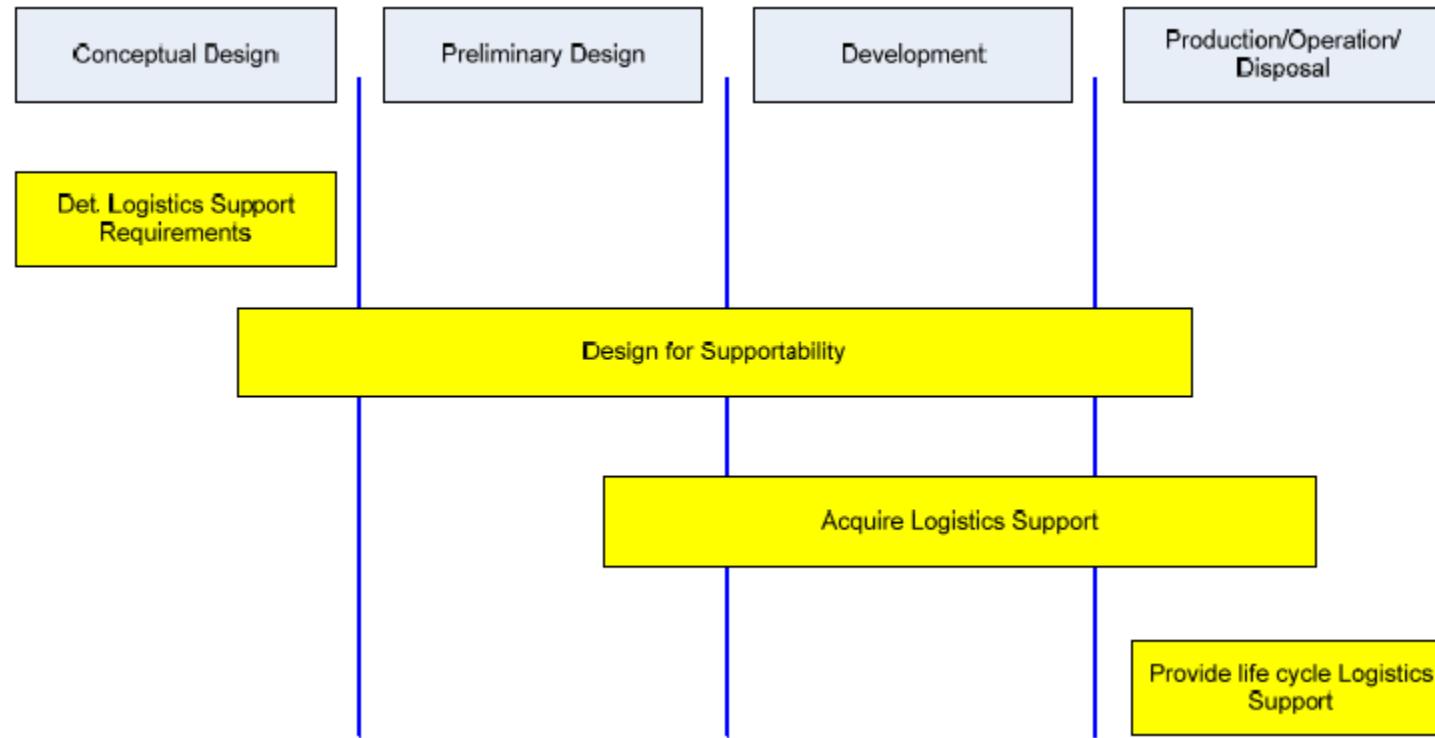 Conceptual Design
Preliminary Design
Development
Production/Operation/
Disposal
Det. Logistics Support
Requirements
Design for Supportability
Acquire Logistics Support
Provide life cycle Logistics
Support